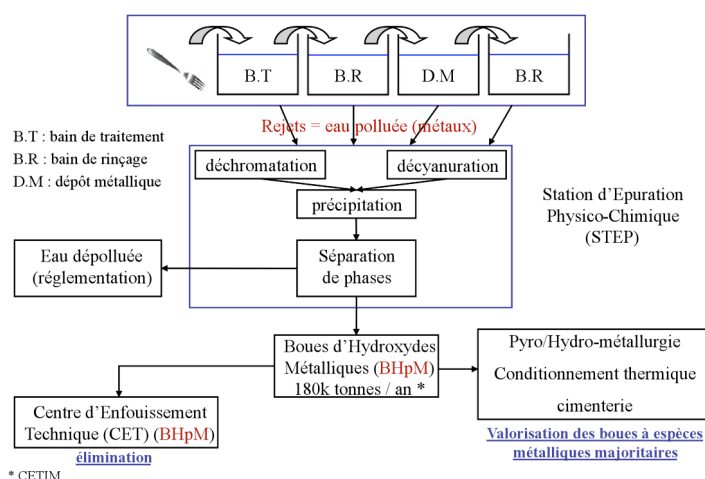 B.T
B.R
D.M
B.R
Rejets = eau polluée (métaux)
B.T : bain de traitement
B.R : bain de rinçage
D.M : dépôt métallique
déchromatation
décyanuration
précipitation
Station d’Epuration
Physico-Chimique
(STEP)
Eau dépolluée
(réglementation)
Séparation
de phases
Boues d’Hydroxydes
Métalliques (BHpM)
180k tonnes / an *
Pyro/Hydro-métallurgie
Conditionnement thermique
cimenterie
Centre d’Enfouissement
Technique (CET) (BHpM)
élimination
Valorisation des boues à espèces
métalliques majoritaires
* CETIM